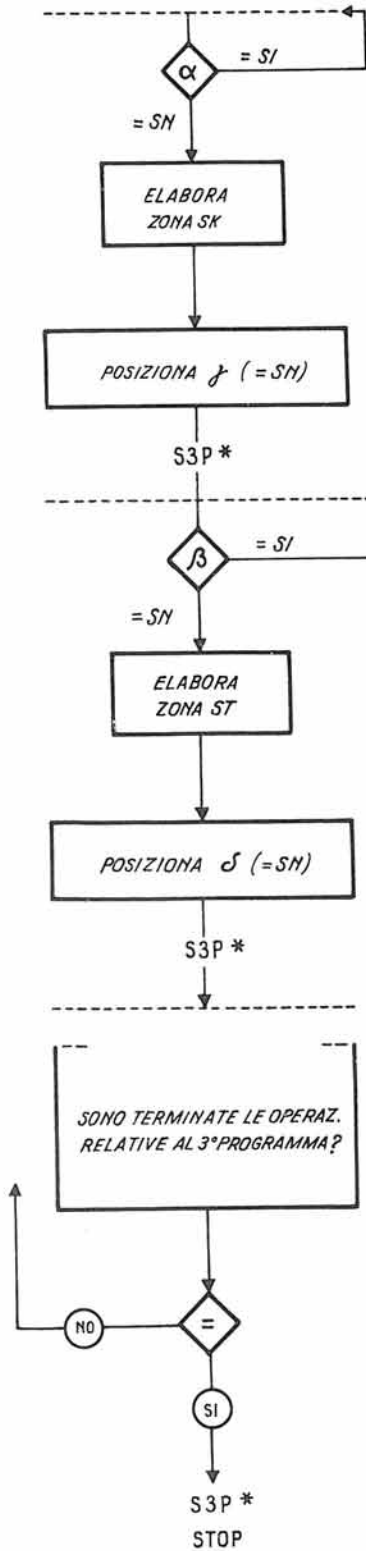 α
= SI
= SN
ELABORA
ZONA SK
POSIZIONA γ (= SN)
S3P *
β
= SI
= SN
ELABORA
ZONA ST
POSIZIONA δ (= SN)
S3P *
SONO TERMINATE LE OPERAZ.
RELATIVE AL 3° PROGRAMMA?
NO
=
SI
S3P *
STOP